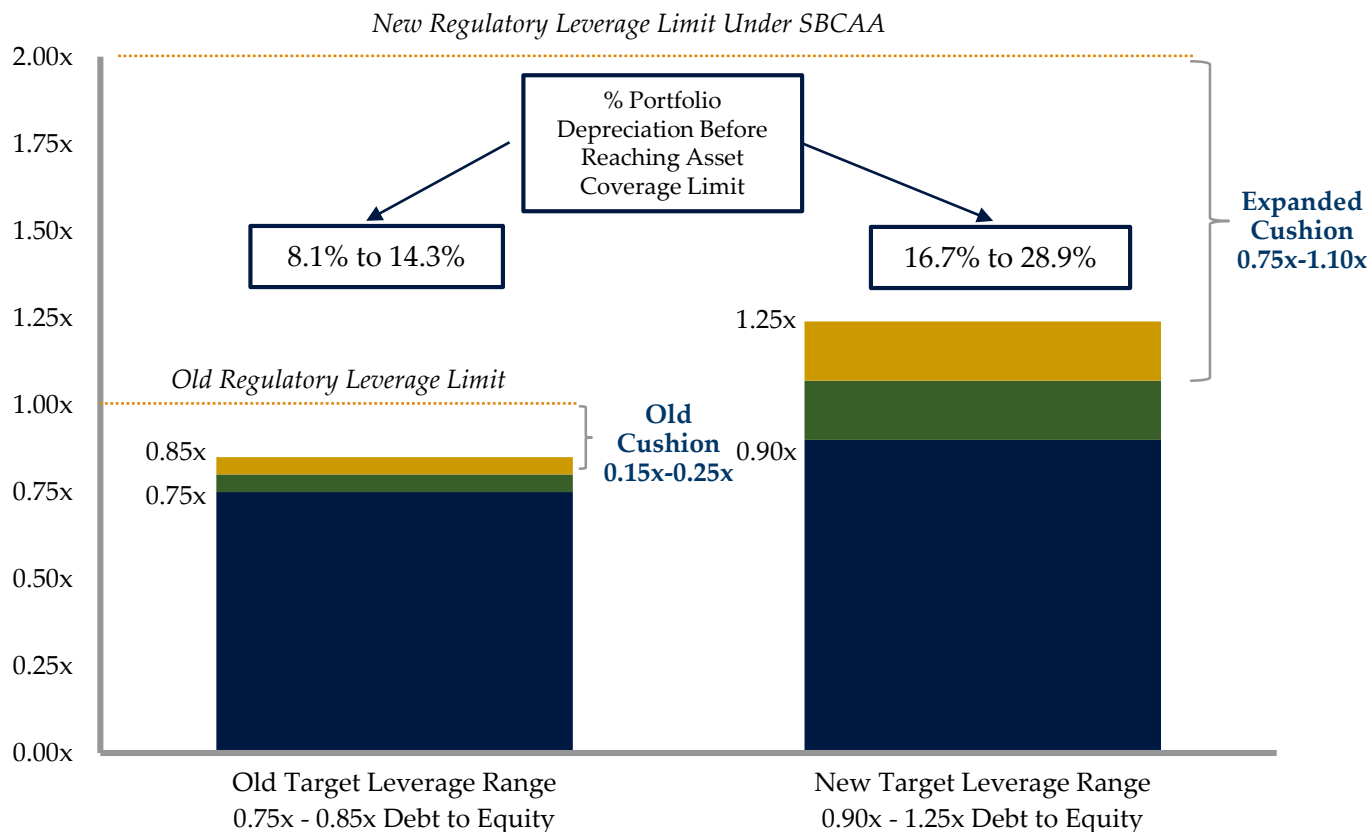 New Regulatory Leverage Limit Under SBCAA
2.00x
1.75x
1.50x
1.25x
1.00x
0.75x
0.50x
0.25x
0.00x
% Portfolio
Depreciation Before
Reaching Asset
Coverage Limit
8.1% to 14.3%
16.7% to 28.9%
Expanded
Cushion
0.75x-1.10x
Old Regulatory Leverage Limit
Old
Cushion
0.15x-0.25x
0.85x
0.75x
1.25x
0.90x
Old Target Leverage Range
0.75x - 0.85x Debt to Equity
New Target Leverage Range
0.90x - 1.25x Debt to Equity